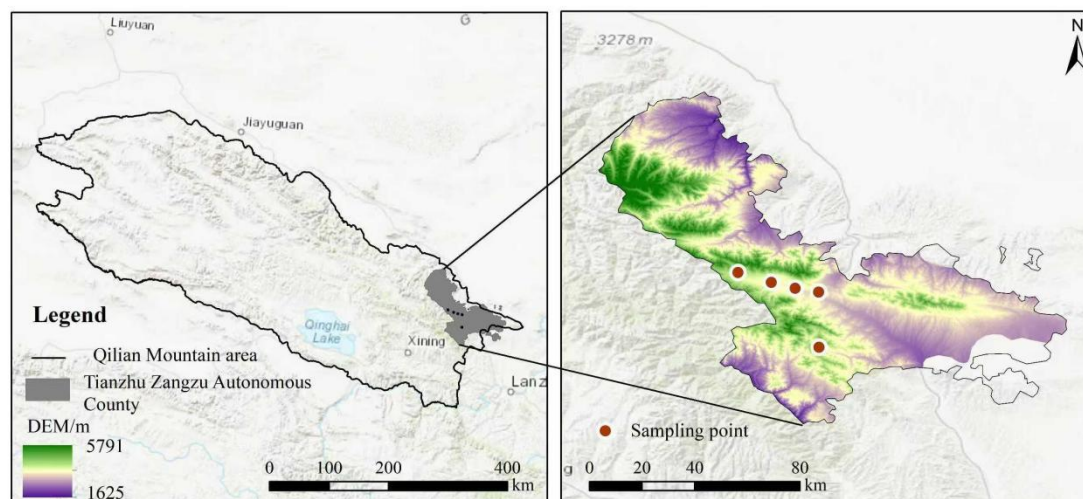 Liuyuan
G
Jiayuguan
Qinghai
Lake
Xining
Lanz
Legend
Qilian Mountain area
Tianzhu Zangzu Autonomous
County
DEM/m
5791
1625
0 100 200 400
km
N
3278 m
Sampling point
g
0 20 40 80
km